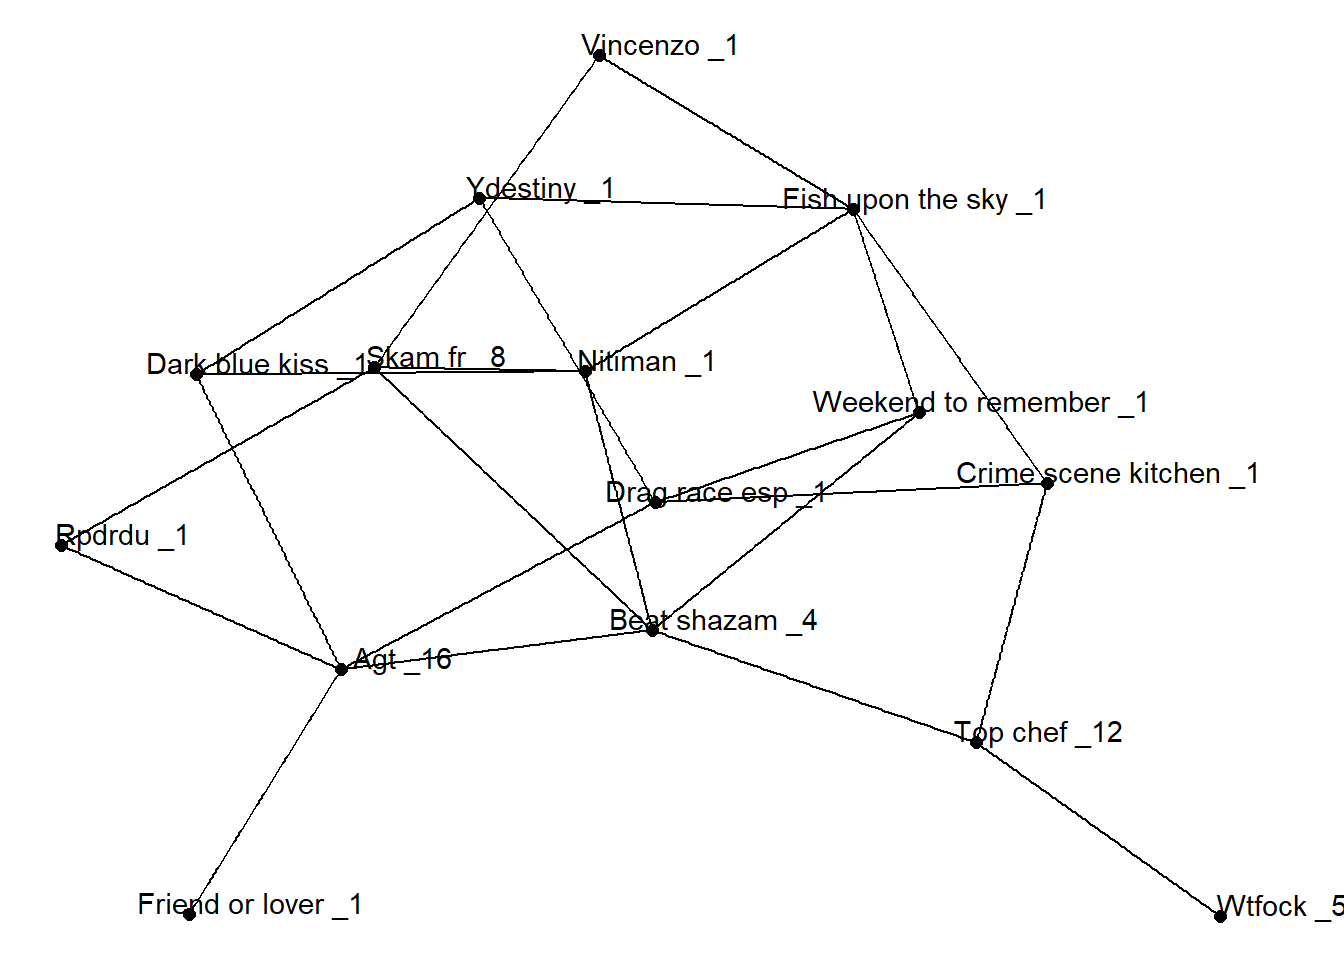 Vincenzo _1
Ydestiny _1
Fish upon the sky _1
Dark blue kiss _1
Skam fr _8
Nitiman _1
Weekend to remember _1
Crime scene kitchen _1
Drag race esp _1
Rpdrdu _1
Beat shazam _4
Agt _16
Top chef _12
Friend or lover _1
Wtfock _5